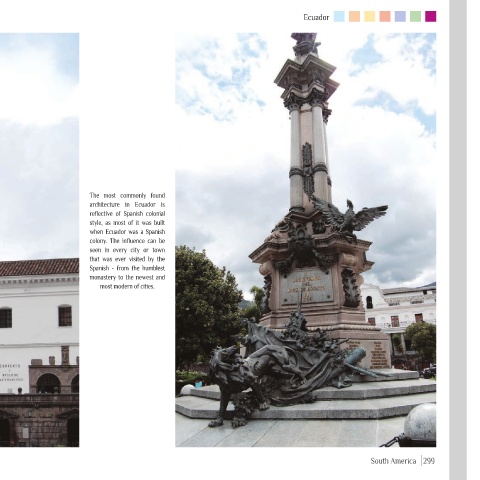 Ecuador
The most commonly found
architecture in Ecuador is
reflective of Spanish colonial
style, as most of it was built
when Ecuador was a Spanish
colony. The influence can be
seen in every city or town
that was ever visited by the
Spanish - from the humblest
monastery to the newest and
most modern of cities.
South America 299